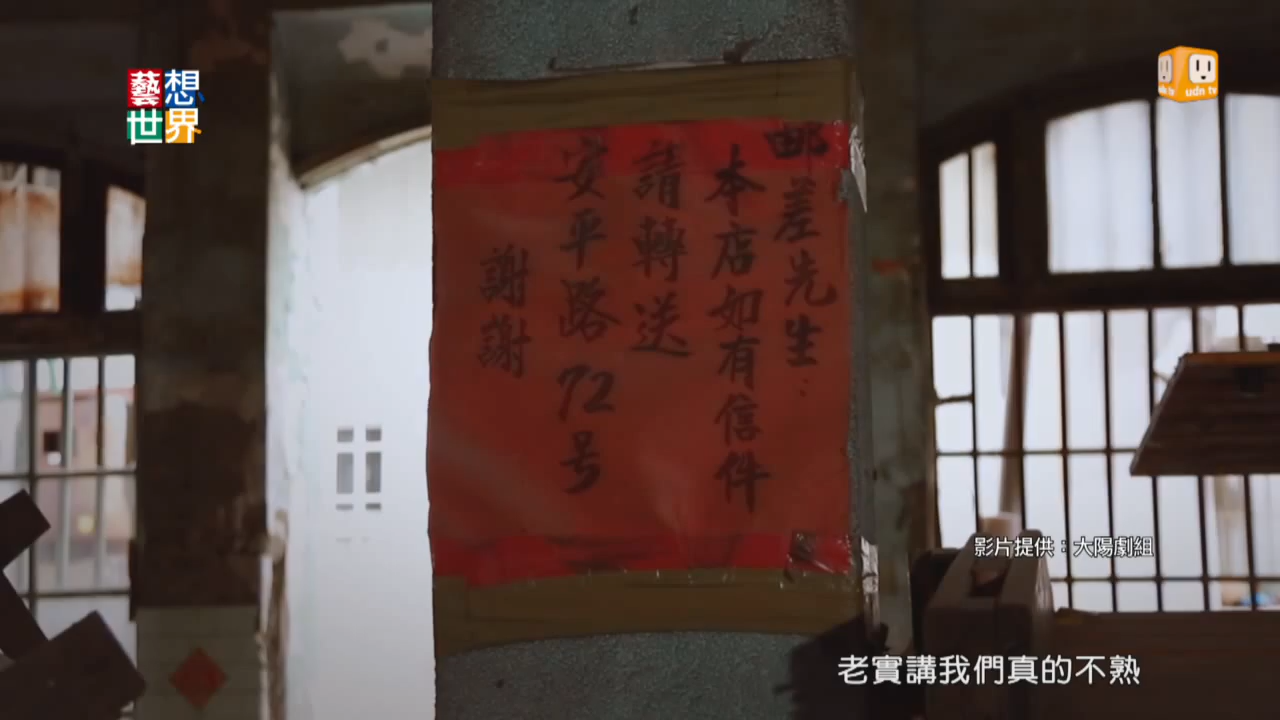 藝想
世界
udn tv
郵差先生：
本店如有信件
請轉送
安平路72号
謝謝
影片提供：大陽劇組
老實講我們真的不熟